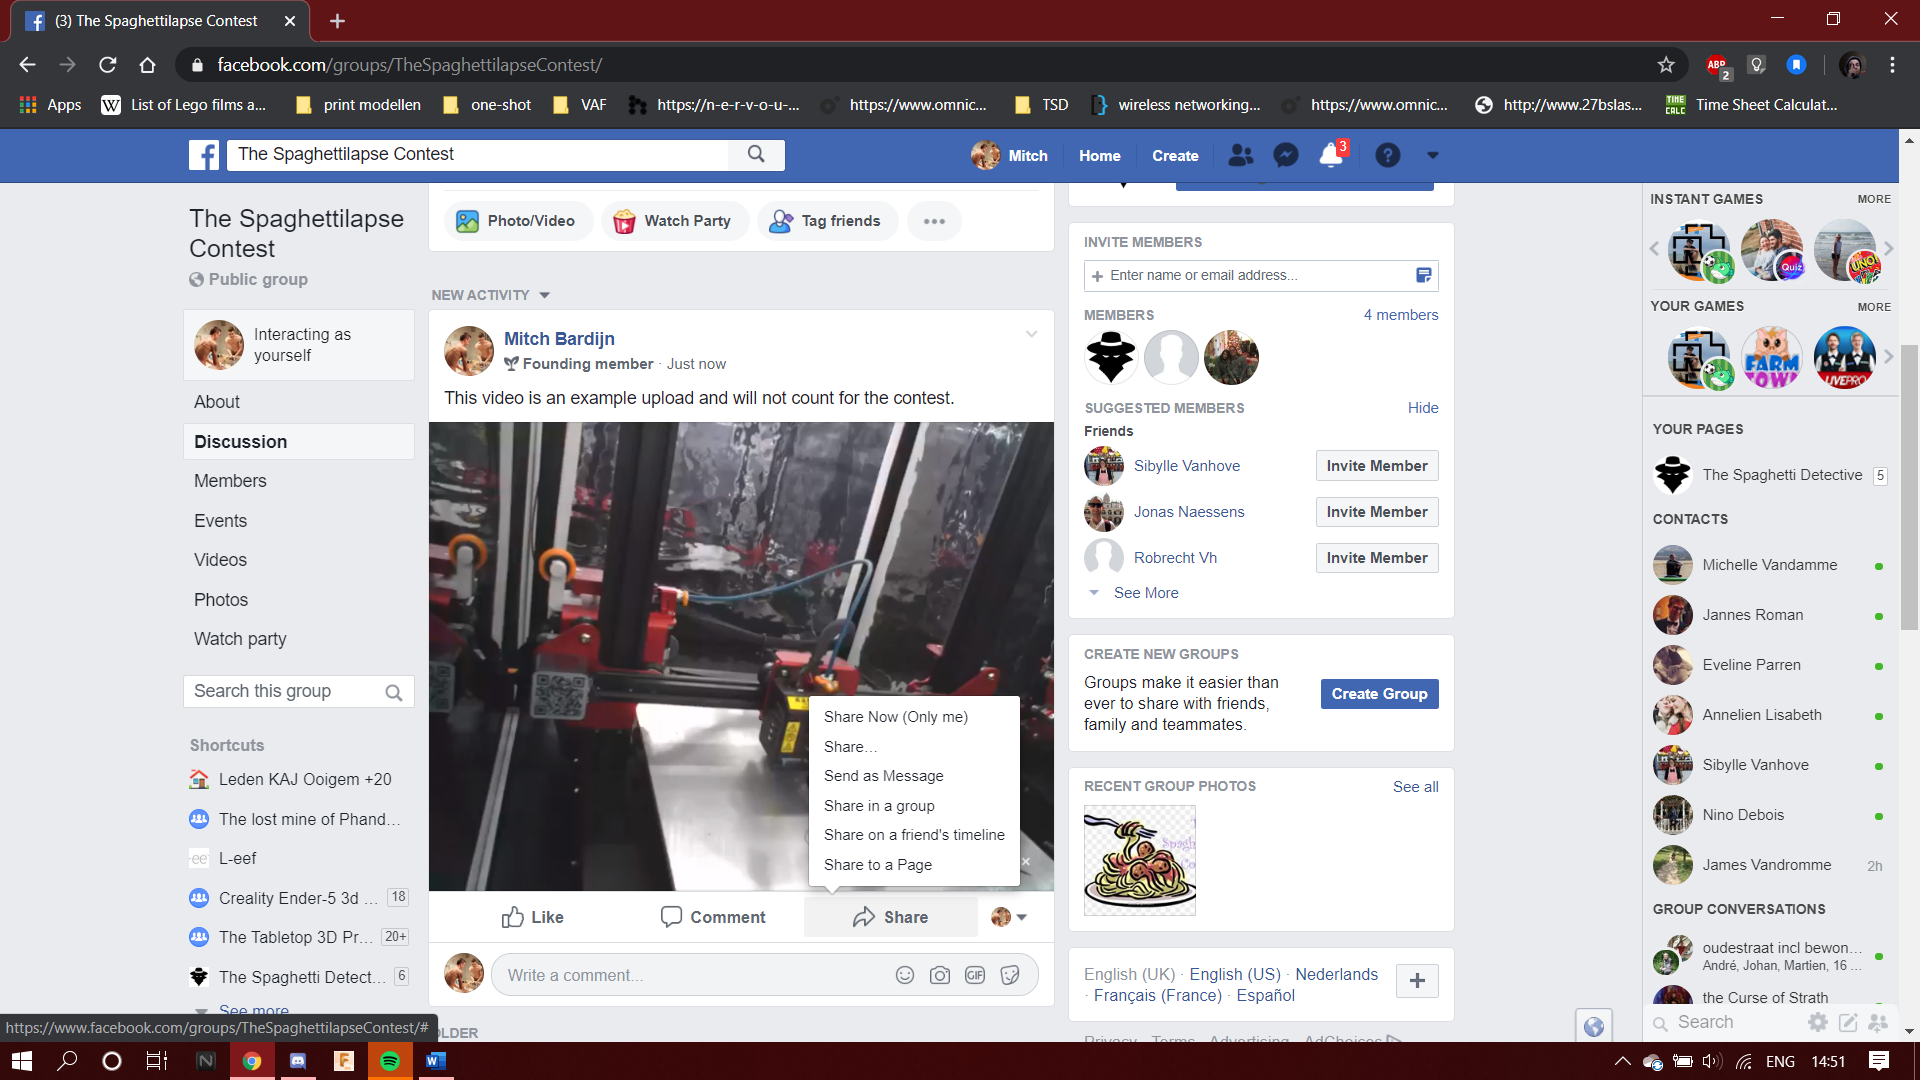 (3) The Spaghettilapse Contest
facebook.com/groups/TheSpaghettilapseContest/
ABP
2
Apps
List of Lego films a...
print modellen
one-shot
VAF
https://n-e-r-v-o-u-...
https://www.omnic...
TSD
wireless networking...
https://www.omnic...
http://www.27bslas...
TIME CALC
Time Sheet Calculat...
The Spaghettilapse Contest
Mitch
Home
Create
3
The Spaghettilapse
Contest
Public group
Interacting as
yourself
About
Discussion
Members
Events
Videos
Photos
Watch party
Search this group
Shortcuts
Leden KAJ Ooigem +20
The lost mine of Phand...
L-eef
Creality Ender-5 3d ... 18
The Tabletop 3D Pr... 20+
The Spaghetti Detect... 6
See more
https://www.facebook.com/groups/TheSpaghettilapseContest/#
Photo/Video
Watch Party
Tag friends
NEW ACTIVITY
Mitch Bardijn
Founding member · Just now
This video is an example upload and will not count for the contest.
Share Now (Only me)
Share...
Send as Message
Share in a group
Share on a friend's timeline
Share to a Page
Like
Comment
Share
Write a comment...
GIF
OLDER
INVITE MEMBERS
Enter name or email address...
MEMBERS
4 members
SUGGESTED MEMBERS
Hide
Friends
Sibylle Vanhove
Invite Member
Jonas Naessens
Invite Member
Robrecht Vh
Invite Member
See More
CREATE NEW GROUPS
Groups make it easier than
ever to share with friends,
family and teammates.
Create Group
RECENT GROUP PHOTOS
See all
English (UK) · English (US) · Nederlands
· Français (France) · Español
Privacy · Terms · Advertising · AdChoices
INSTANT GAMES
MORE
Quiz
UNO
YOUR GAMES
MORE
FARM
TOWN
LIVEPRO
YOUR PAGES
The Spaghetti Detective 5
CONTACTS
Michelle Vandamme
Jannes Roman
Eveline Parren
Annelien Lisabeth
Sibylle Vanhove
Nino Debois
James Vandromme 2h
GROUP CONVERSATIONS
oudestraat incl bewon...
André, Johan, Martien, 16 ...
the Curse of Strath
Search
ENG
14:51